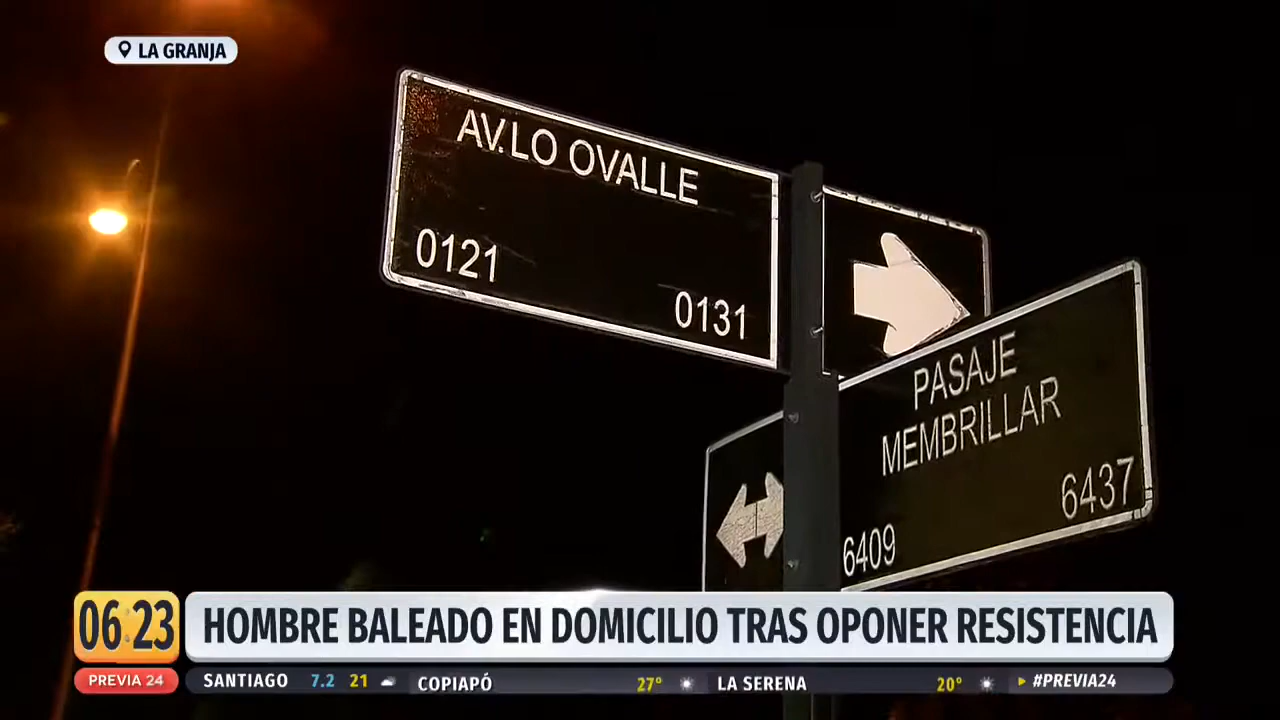 LA GRANJA
AV.LO OVALLE
0121
0131
PASAJE
MEMBRILLAR
6409
6437
06:23
HOMBRE BALEADO EN DOMICILIO TRAS OPONER RESISTENCIA
PREVIA 24
SANTIAGO 7.2 21 COPIAPÓ 27° LA SERENA 20° #PREVIA24